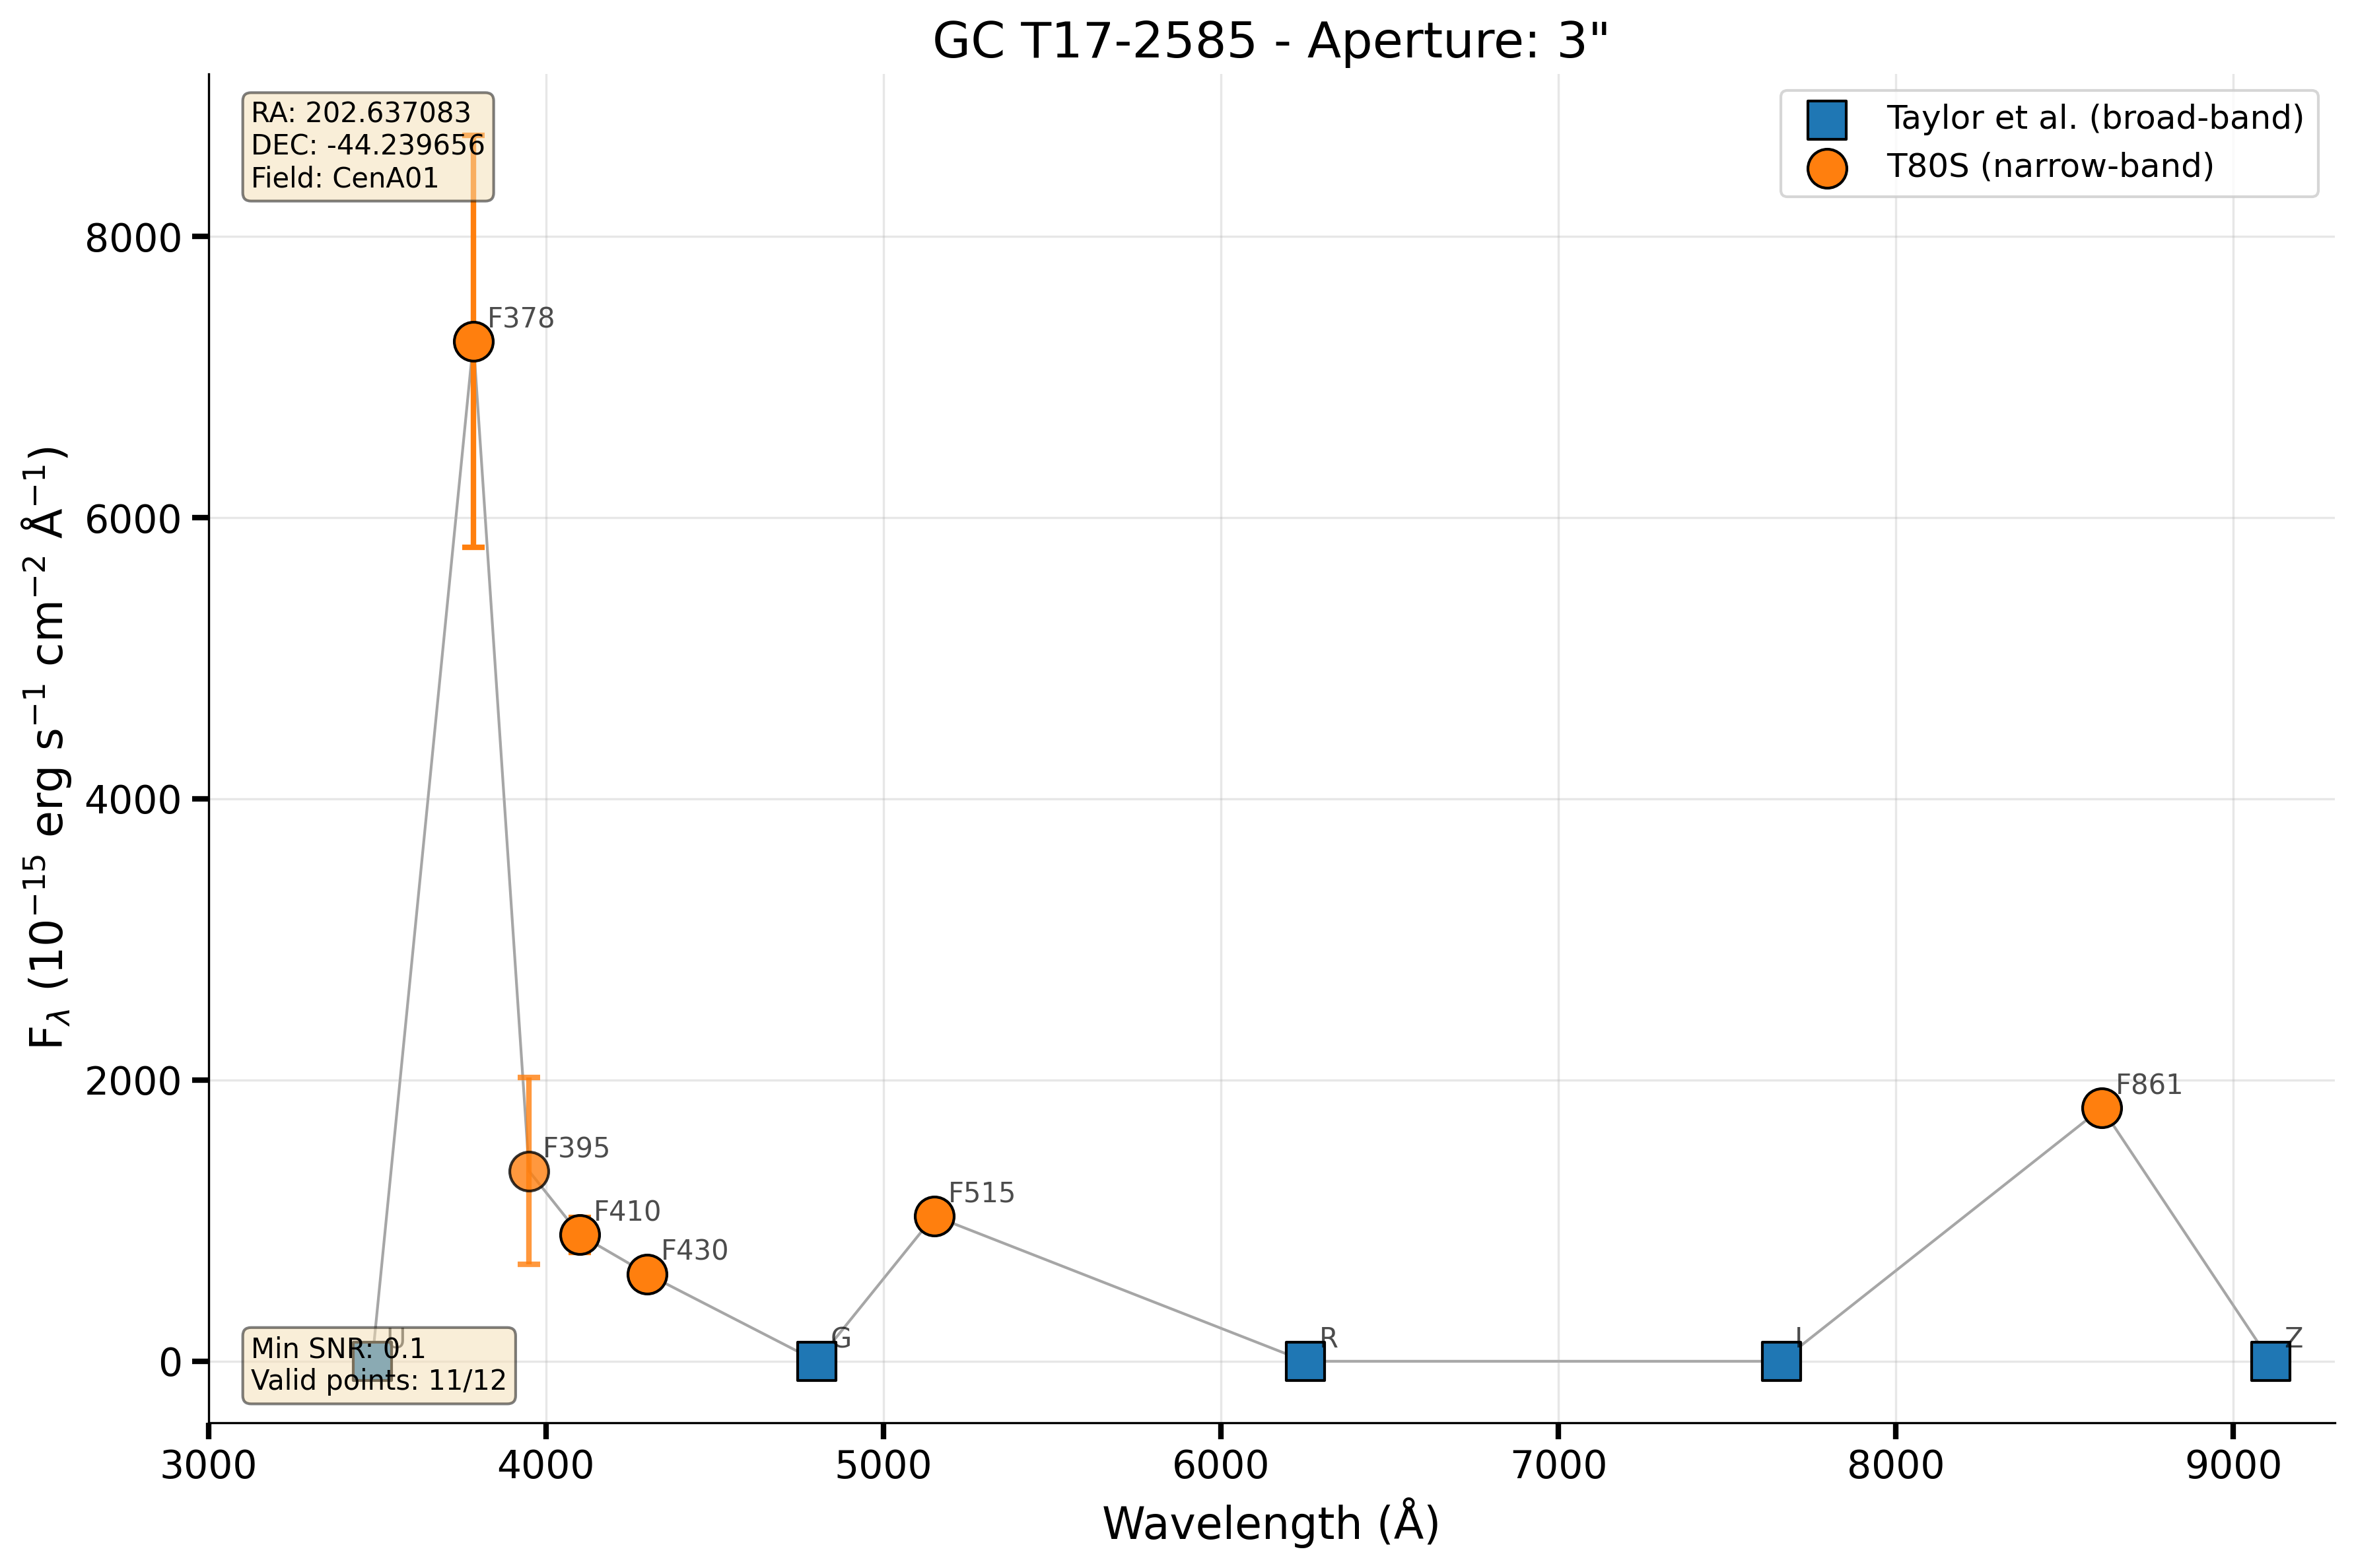 GC T17-2585 - Aperture: 3"
RA: 202.637083
DEC: -44.239656
Field: CenA01
Taylor et al. (broad-band)
T80S (narrow-band)
8000
6000
4000
2000
0
F378
F395
F410
F430
F515
F861
U
G
R
I
Z
Min SNR: 0.1
Valid points: 11/12
3000
4000
5000
6000
7000
8000
9000
Wavelength (Å)
Fλ (10⁻¹⁵ erg s⁻¹ cm⁻² Å⁻¹)